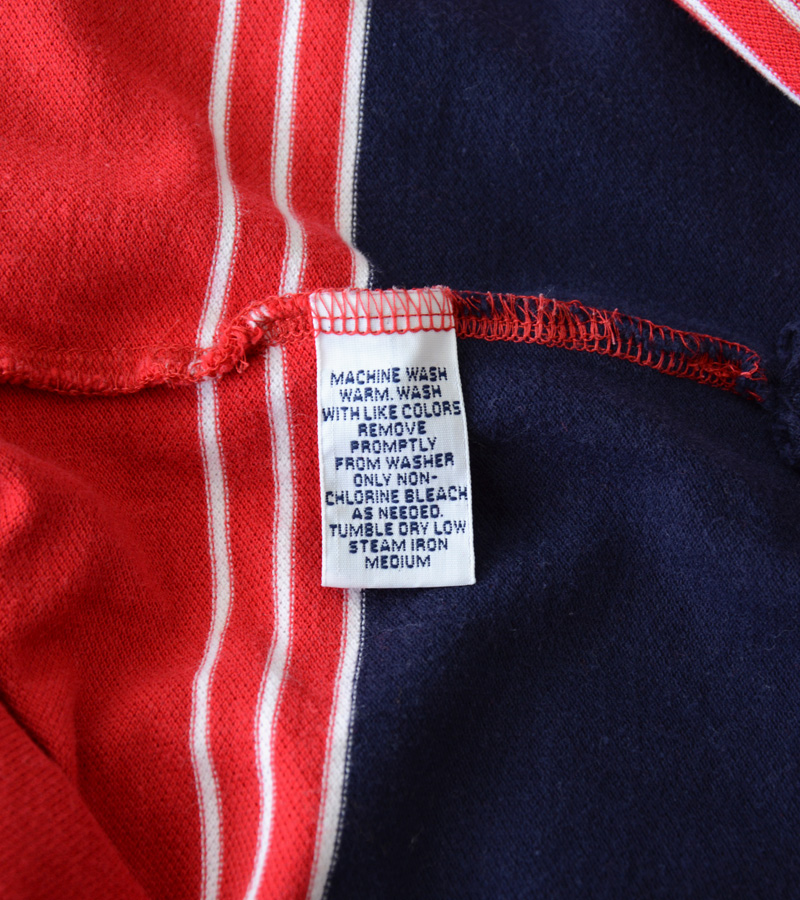 MACHINE WASH
WARM. WASH
WITH LIKE COLORS
REMOVE
PROMPTLY
FROM WASHER
ONLY NON-
CHLORINE BLEACH
AS NEEDED.
TUMBLE DRY LOW
STEAM IRON
MEDIUM